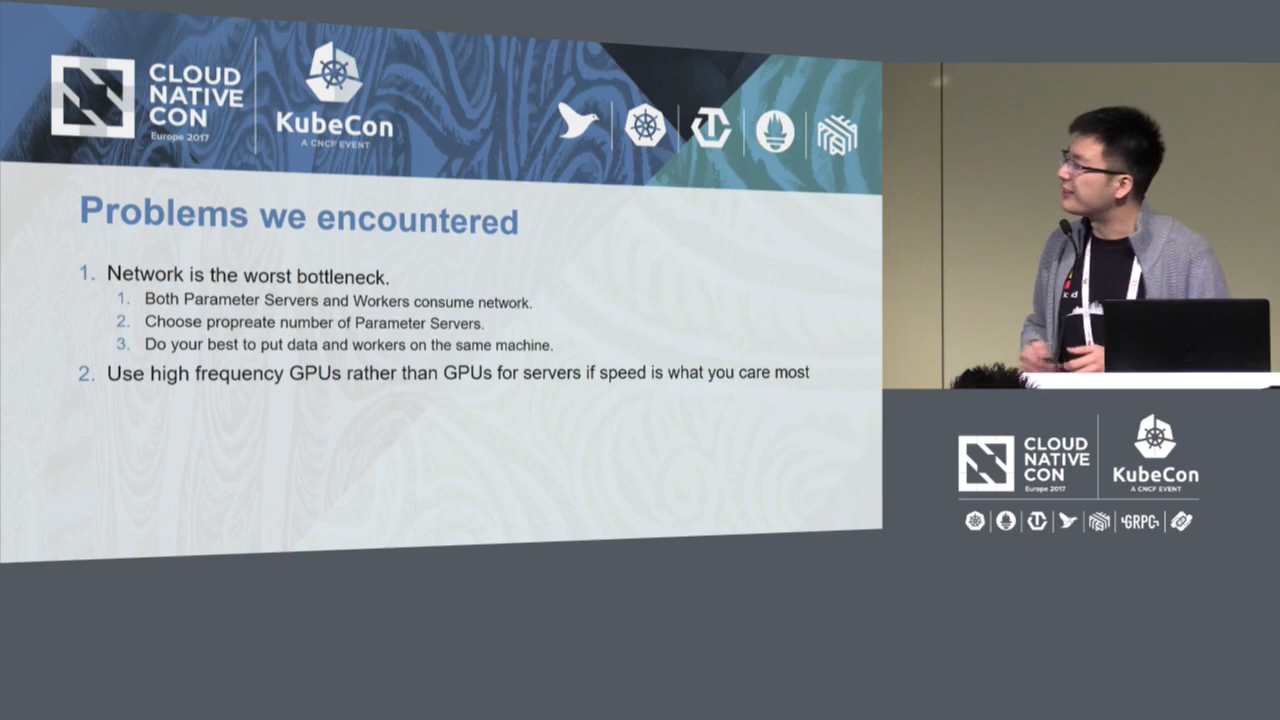 CLOUD
NATIVE
CON
Europe 2017
KubeCon
A CNCF EVENT
Problems we encountered
1. Network is the worst bottleneck.
1. Both Parameter Servers and Workers consume network.
2. Choose propreate number of Parameter Servers.
3. Do your best to put data and workers on the same machine.
2. Use high frequency GPUs rather than GPUs for servers if speed is what you care most
CLOUD
NATIVE
CON
Europe 2017
KubeCon
A CNCF EVENT
GRPC